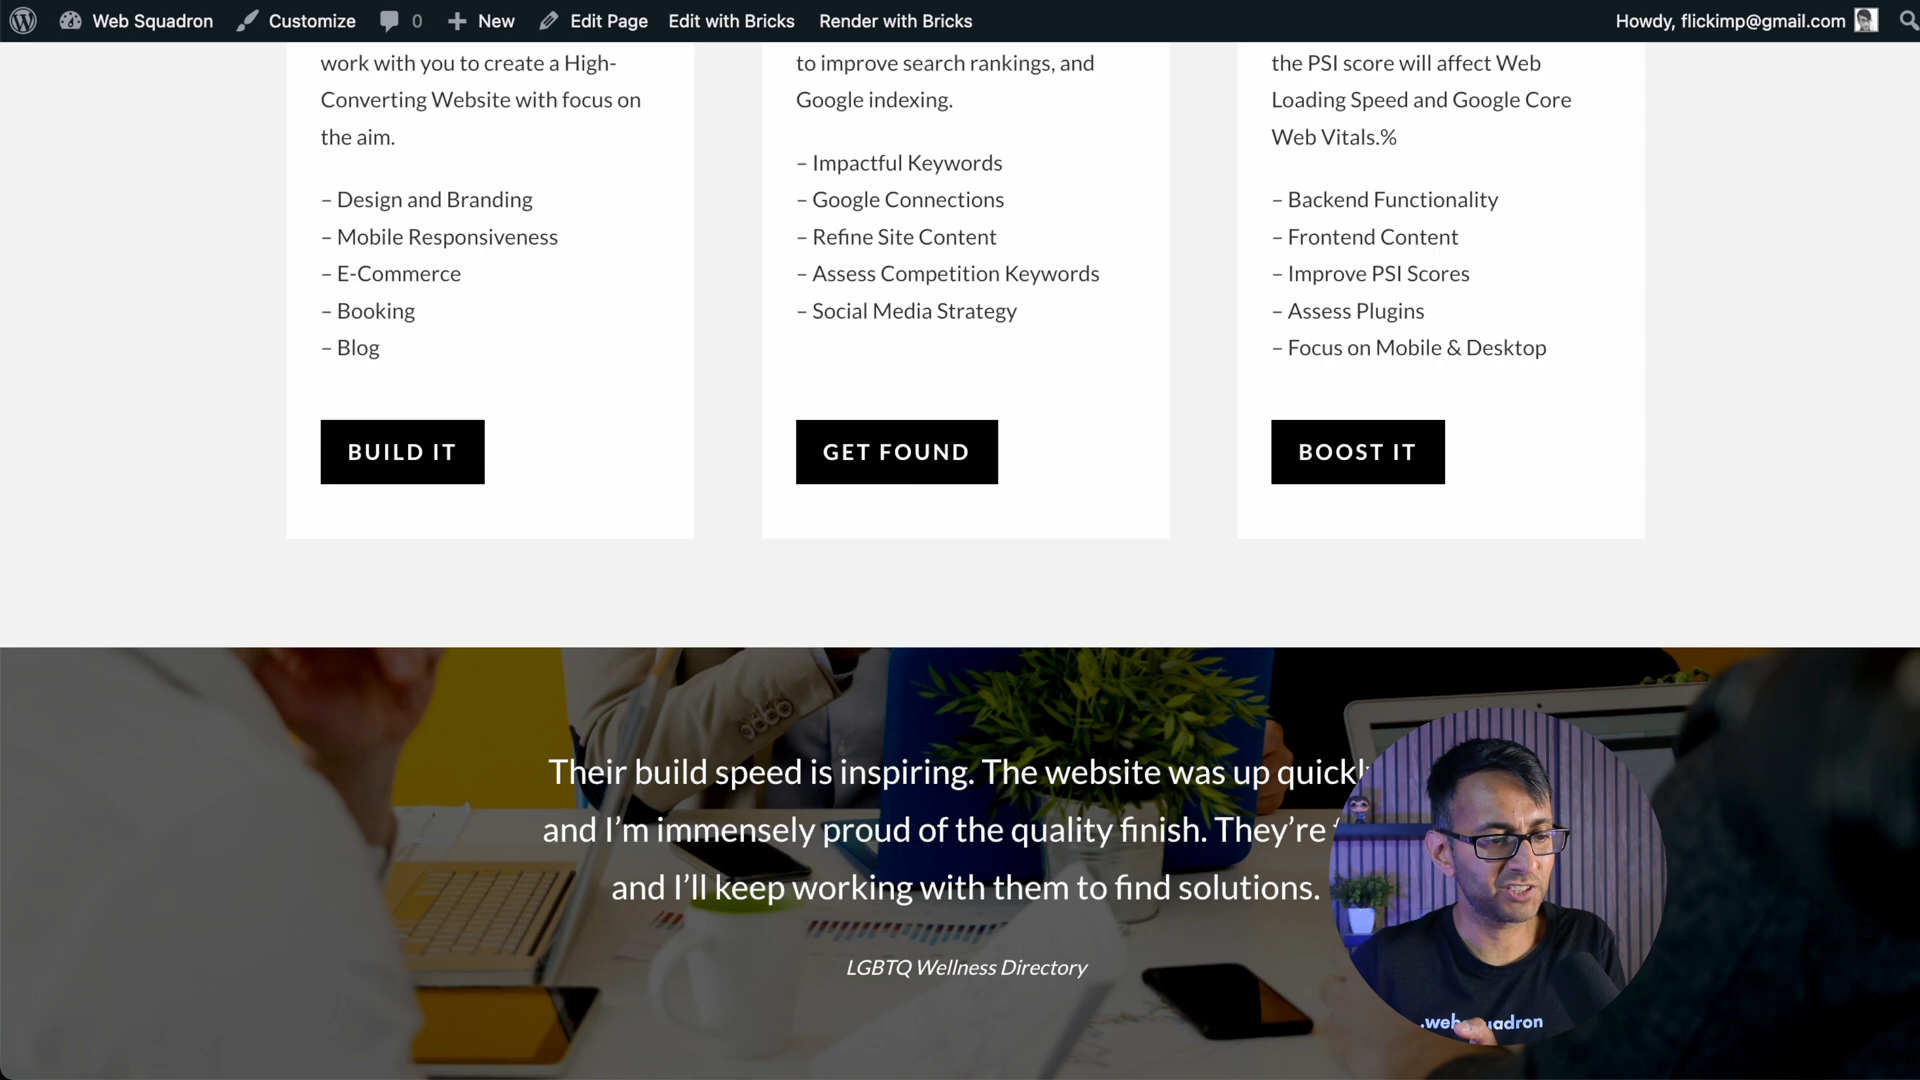 Web Squadron Customize 0 New Edit Page Edit with Bricks Render with Bricks Howdy, flickimp@gmail.com
work with you to create a High-
Converting Website with focus on
the aim.
– Design and Branding
– Mobile Responsiveness
– E-Commerce
– Booking
– Blog
BUILD IT
to improve search rankings, and
Google indexing.
– Impactful Keywords
– Google Connections
– Refine Site Content
– Assess Competition Keywords
– Social Media Strategy
GET FOUND
the PSI score will affect Web
Loading Speed and Google Core
Web Vitals.%
– Backend Functionality
– Frontend Content
– Improve PSI Scores
– Assess Plugins
– Focus on Mobile & Desktop
BOOST IT
Their build speed is inspiring. The website was up quickly
and I’m immensely proud of the quality finish. They’re
and I’ll keep working with them to find solutions.
LGBTQ Wellness Directory